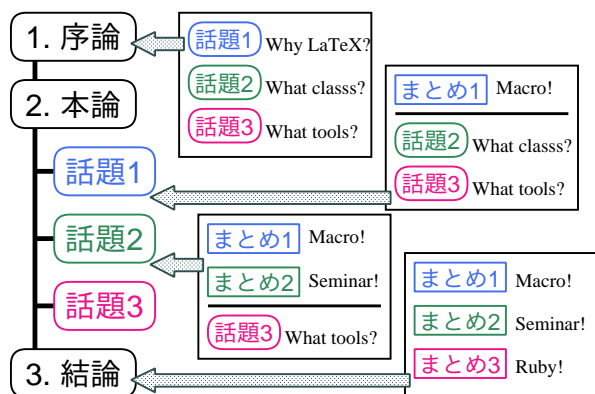 1. 序論
2. 本論
話題1
話題2
話題3
3. 結論
話題1 Why LaTeX?
話題2 What classs?
話題3 What tools?
まとめ1 Macro!
話題2 What classs?
話題3 What tools?
まとめ1 Macro!
まとめ2 Seminar!
話題3 What tools?
まとめ1 Macro!
まとめ2 Seminar!
まとめ3 Ruby!